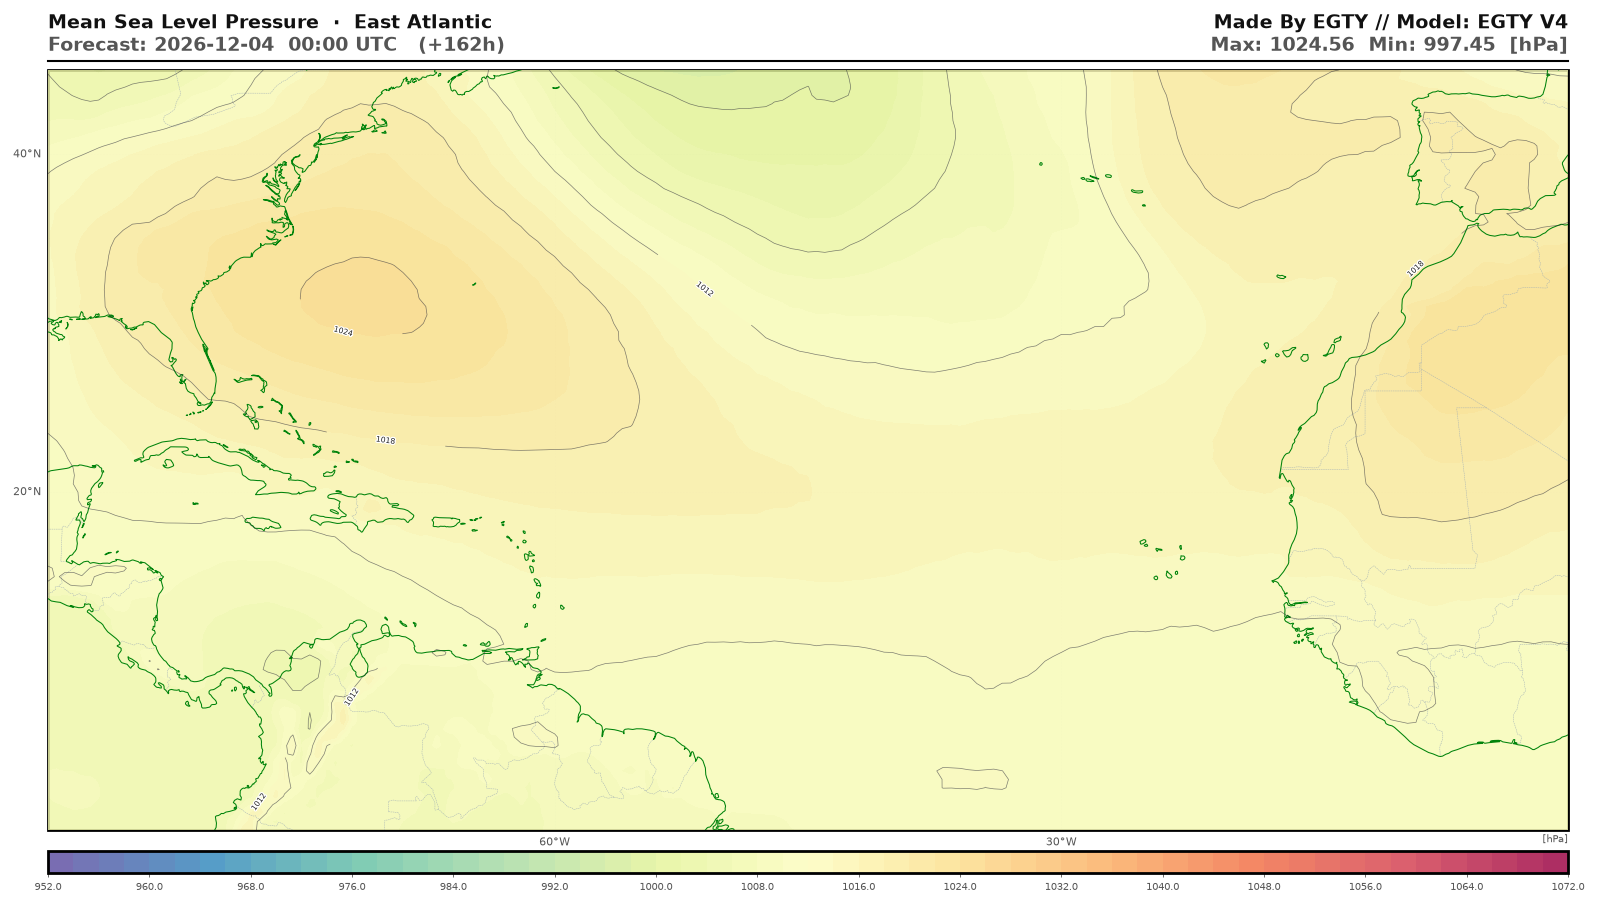 Mean Sea Level Pressure · East Atlantic
Made By EGTY // Model: EGTY V4
Forecast: 2026-12-04 00:00 UTC (+162h)
Max: 1024.56 Min: 997.45 [hPa]
40°N
1018
1012
1024
1018
20°N
1012
1012
60°W
30°W
[hPa]
952.0 960.0 968.0 976.0 984.0 992.0 1000.0 1008.0 1016.0 1024.0 1032.0 1040.0 1048.0 1056.0 1064.0 1072.0